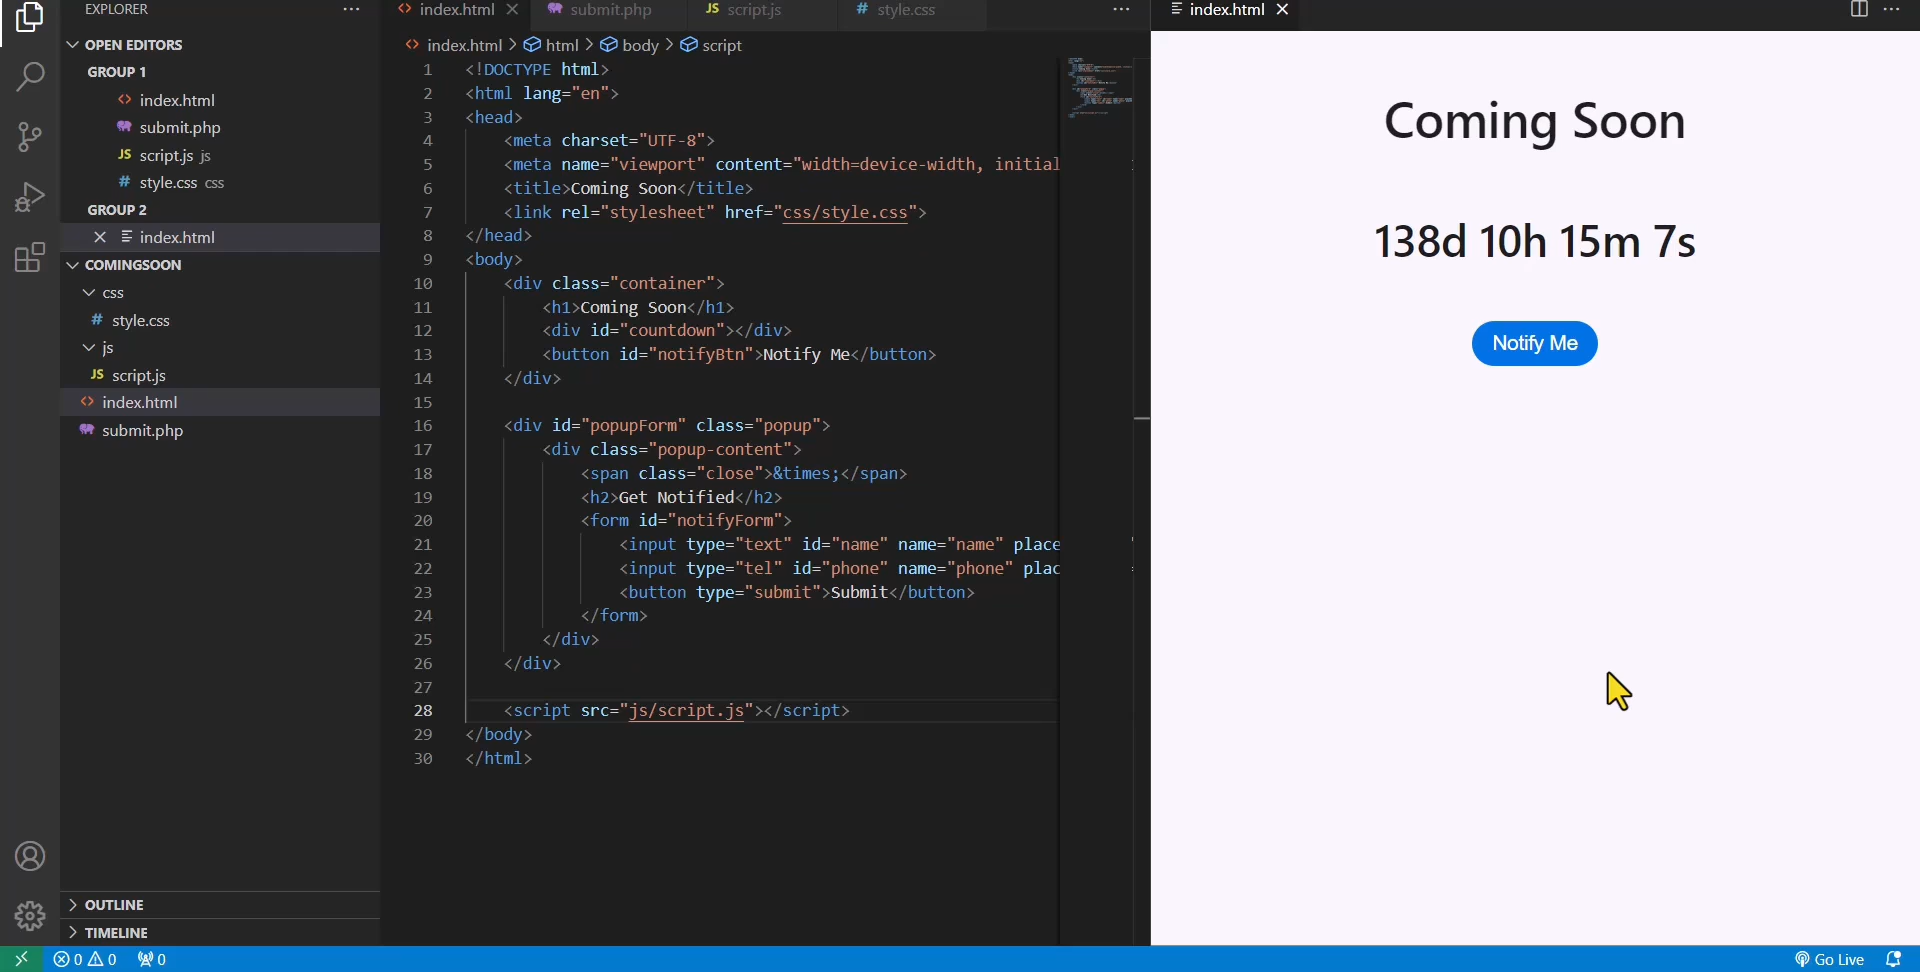 EXPLORER
OPEN EDITORS
GROUP 1
index.html
submit.php
script.js js
style.css css
GROUP 2
index.html
COMINGSOON
css
style.css
js
script.js
index.html
submit.php
OUTLINE
TIMELINE
index.html submit.php script.js style.css
index.html > html > body > script
1 <!DOCTYPE html>
2 <html lang="en">
3 <head>
4 <meta charset="UTF-8">
5 <meta name="viewport" content="width=device-width, initial
6 <title>Coming Soon</title>
7 <link rel="stylesheet" href="css/style.css">
8 </head>
9 <body>
10 <div class="container">
11 <h1>Coming Soon</h1>
12 <div id="countdown"></div>
13 <button id="notifyBtn">Notify Me</button>
14 </div>
15
16 <div id="popupForm" class="popup">
17 <div class="popup-content">
18 <span class="close">&times;</span>
19 <h2>Get Notified</h2>
20 <form id="notifyForm">
21 <input type="text" id="name" name="name" place
22 <input type="tel" id="phone" name="phone" plac
23 <button type="submit">Submit</button>
24 </form>
25 </div>
26 </div>
27
28 <script src="js/script.js"></script>
29 </body>
30 </html>
index.html
Coming Soon
138d 10h 15m 7s
Notify Me
0 0 0
Go Live